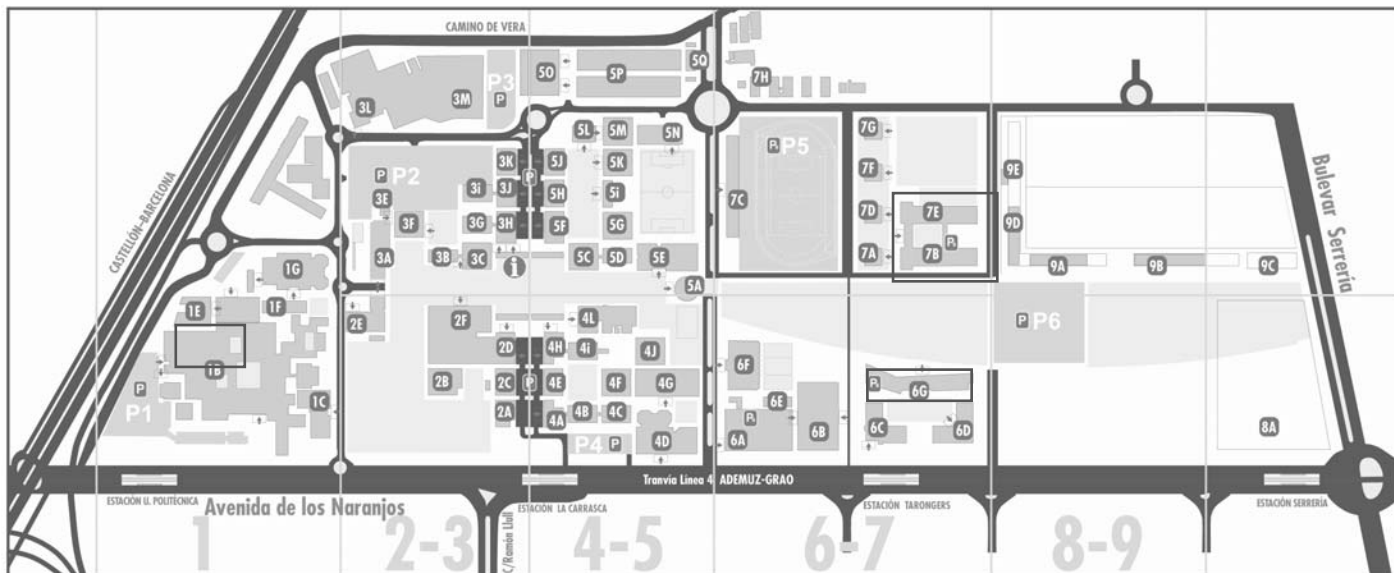 CAMINO DE VERA
5O
5P
5Q
7H
3L
3M
P3
P
CASTELLÓN-BARCELONA
5L
5M
5N
7G
P5
3K
5J
5K
7F
9E
P
P2
P
3E
3i
3J
5H
5i
7C
7D
7E
9D
3F
3G
3H
5F
5G
3A
3B
3C
5C
5D
5E
7A
7B
9A
9B
9C
i
1G
5A
Bulevar Serrería
1E
1F
2E
2F
4L
P
P6
1B
2D
4H
4i
4J
6F
2B
2C
P
4E
4F
4G
6G
P
P1
1C
2A
4A
4B
4C
6E
6A
6B
6C
6D
8A
P4
P
4D
Tranvía Línea 4 ADEMUZ-GRAO
ESTACIÓN U. POLITÉCNICA
Avenida de los Naranjos
C/Ramón Llull
ESTACIÓN LA CARRASCA
ESTACIÓN TARONGERS
ESTACIÓN SERRERÍA
1
2-3
4-5
6-7
8-9